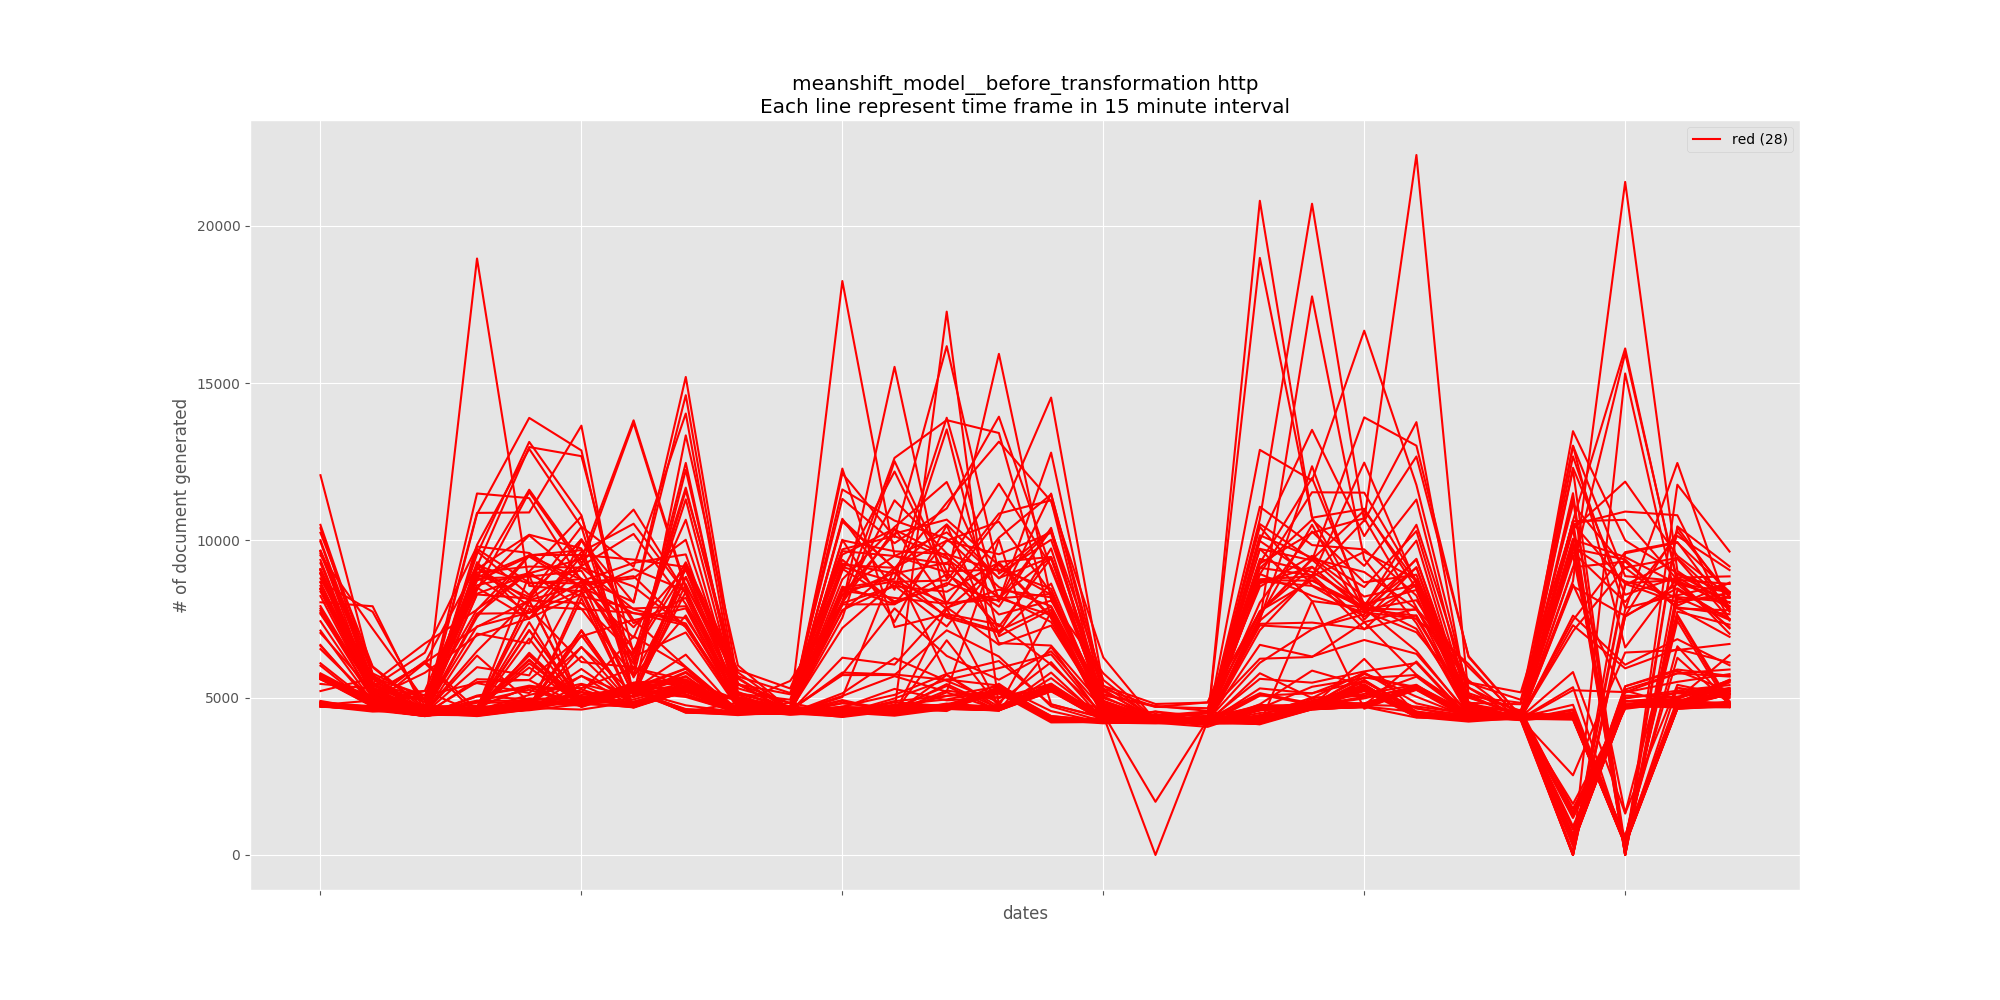 meanshift_model__before_transformation http
Each line represent time frame in 15 minute interval
red (28)
20000
15000
10000
5000
0
# of document generated
dates